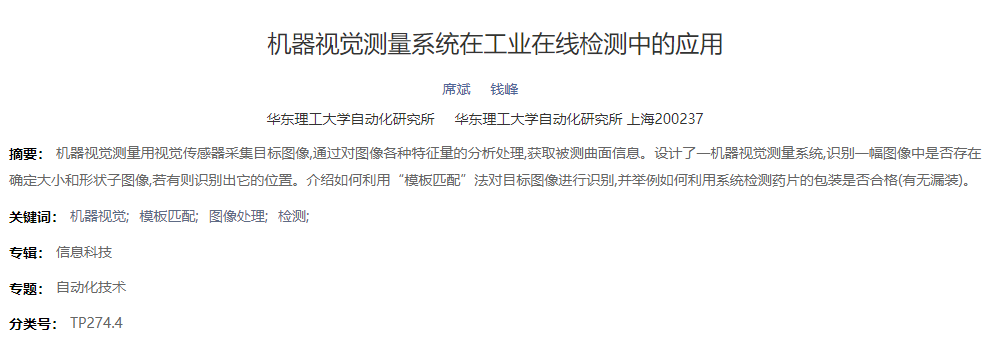 机器视觉测量系统在工业在线检测中的应用
席斌 钱峰
华东理工大学自动化研究所 华东理工大学自动化研究所 上海200237
摘要： 机器视觉测量用视觉传感器采集目标图像,通过对图像各种特征量的分析处理,获取被测曲面信息。设计了一机器视觉测量系统,识别一幅图像中是否存在
确定大小和形状子图像,若有则识别出它的位置。介绍如何利用“模板匹配”法对目标图像进行识别,并举例如何利用系统检测药片的包装是否合格(有无漏装)。
关键词： 机器视觉; 模板匹配; 图像处理; 检测;
专辑： 信息科技
专题： 自动化技术
分类号： TP274.4